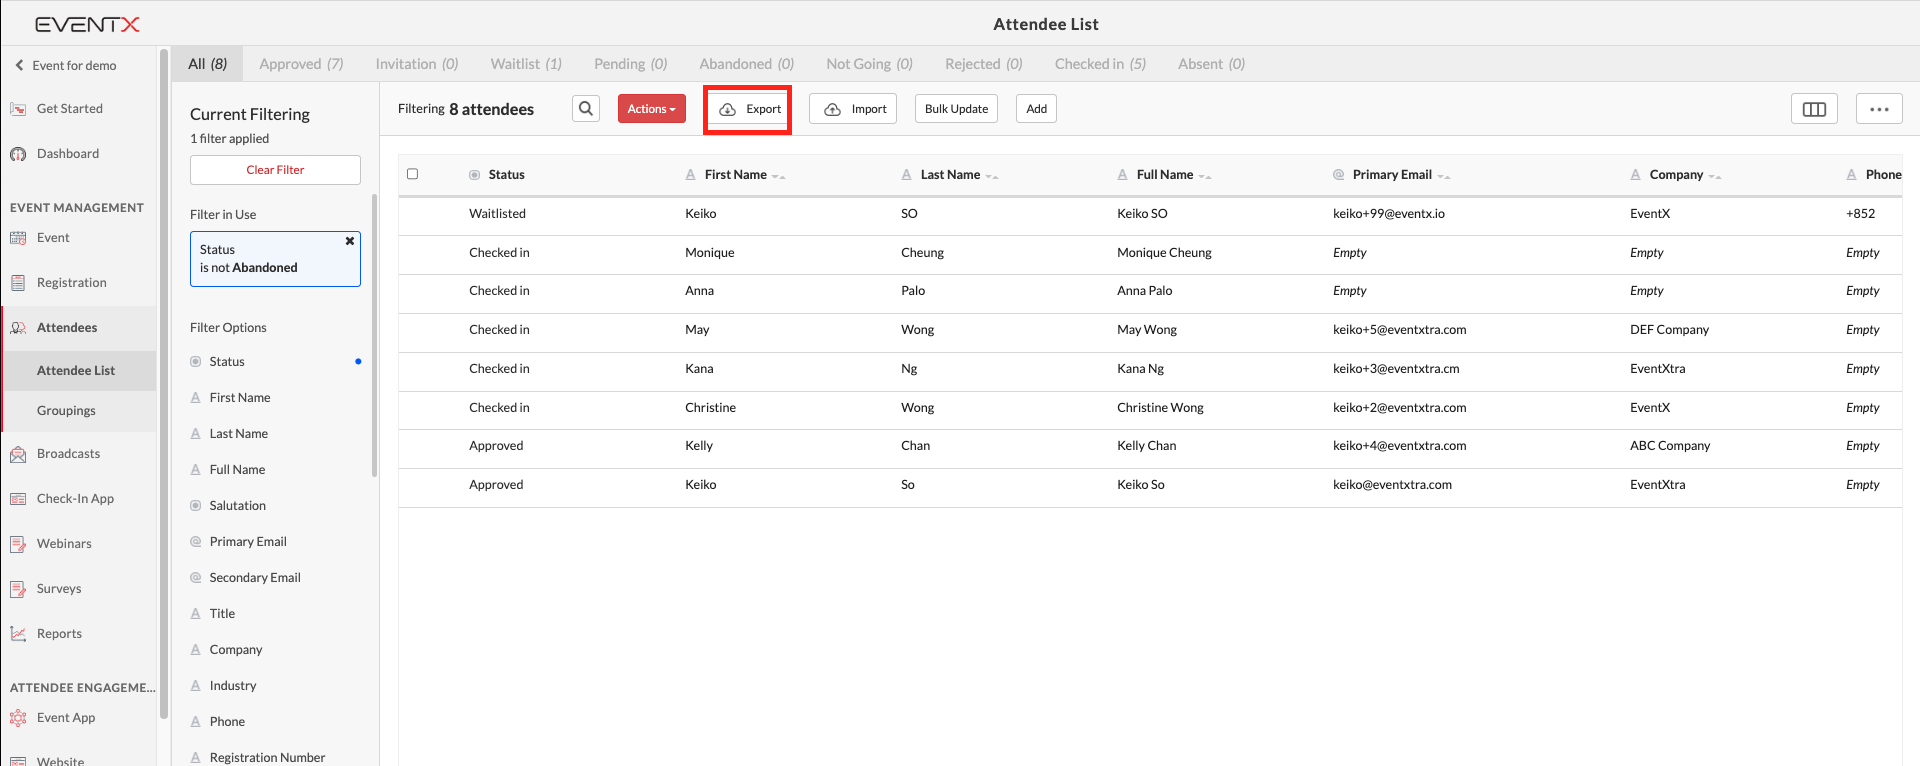 EVENTX
Attendee List
Event for demo
Get Started
Dashboard
EVENT MANAGEMENT
Event
Registration
Attendees
Attendee List
Groupings
Broadcasts
Check-In App
Webinars
Surveys
Reports
ATTENDEE ENGAGEME...
Event App
Website
All (8) Approved (7) Invitation (0) Waitlist (1) Pending (0) Abandoned (0) Not Going (0) Rejected (0) Checked in (5) Absent (0)
Current Filtering
1 filter applied
Clear Filter
Filter in Use
Status
is not Abandoned
Filter Options
Status
First Name
Last Name
Full Name
Salutation
Primary Email
Secondary Email
Title
Company
Industry
Phone
Registration Number
Filtering 8 attendees Actions Export Import Bulk Update Add
Status First Name Last Name Full Name Primary Email Company Phone
Waitlisted Keiko SO Keiko SO keiko+99@eventx.io EventX +852
Checked in Monique Cheung Monique Cheung Empty Empty Empty
Checked in Anna Palo Anna Palo Empty Empty Empty
Checked in May Wong May Wong keiko+5@eventxtra.com DEF Company Empty
Checked in Kana Ng Kana Ng keiko+3@eventxtra.cm EventXtra Empty
Checked in Christine Wong Christine Wong keiko+2@eventxtra.com EventX Empty
Approved Kelly Chan Kelly Chan keiko+4@eventxtra.com ABC Company Empty
Approved Keiko So Keiko So keiko@eventxtra.com EventXtra Empty